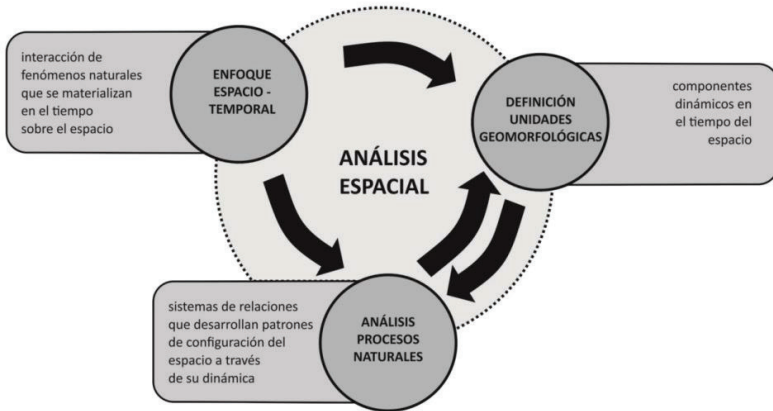 interacción de
fenómenos naturales
que se materializan
en el tiempo
sobre el espacio
ENFOQUE
ESPACIO -
TEMPORAL
DEFINICIÓN
UNIDADES
GEOMORFOLÓGICAS
componentes
dinámicos en
el tiempo del
espacio
ANÁLISIS
ESPACIAL
sistemas de relaciones
que desarrollan patrones
de configuración del
espacio a través
de su dinámica
ANÁLISIS
PROCESOS
NATURALES